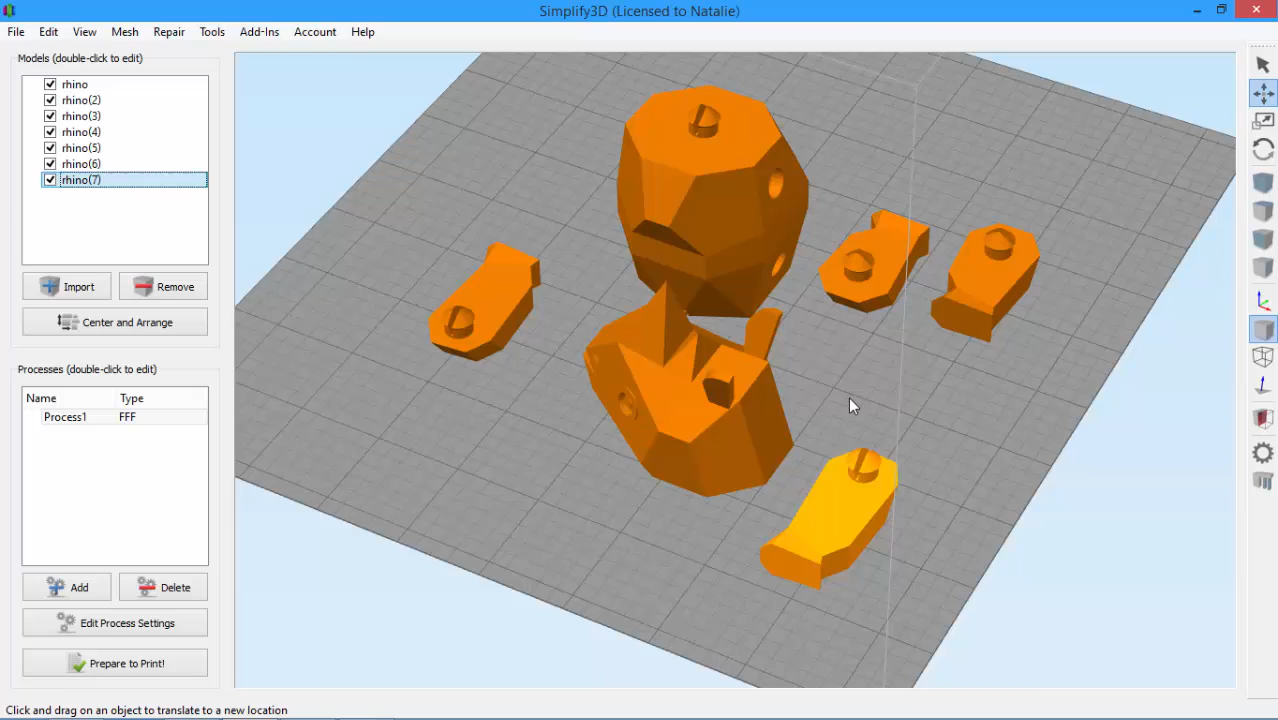 Simplify3D (Licensed to Natalie)
File Edit View Mesh Repair Tools Add-Ins Account Help
Models (double-click to edit)
rhino
rhino(2)
rhino(3)
rhino(4)
rhino(5)
rhino(6)
rhino(7)
Import Remove
Center and Arrange
Processes (double-click to edit)
Name Type
Process1 FFF
Add Delete
Edit Process Settings
Prepare to Print!
Click and drag on an object to translate to a new location